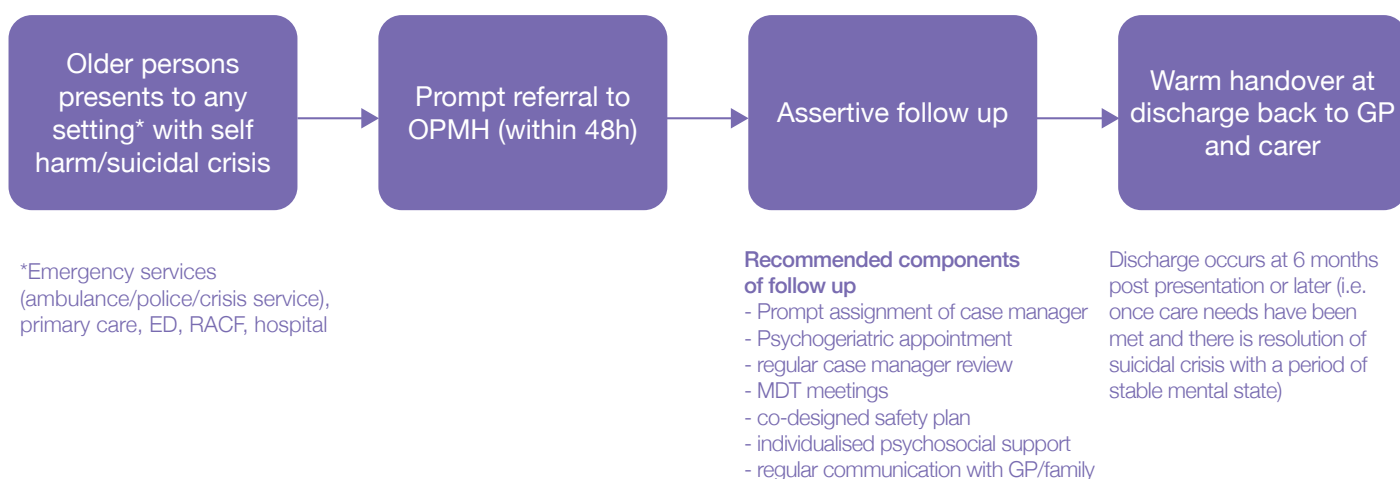 Older persons
presents to any
setting* with self
harm/suicidal crisis
Prompt referral to
OPMH (within 48h)
Assertive follow up
Warm handover at
discharge back to GP
and carer
*Emergency services
(ambulance/police/crisis service),
primary care, ED, RACF, hospital
Recommended components
of follow up
- Prompt assignment of case manager
- Psychogeriatric appointment
- regular case manager review
- MDT meetings
- co-designed safety plan
- individualised psychosocial support
- regular communication with GP/family
Discharge occurs at 6 months
post presentation or later (i.e.
once care needs have been
met and there is resolution of
suicidal crisis with a period of
stable mental state)